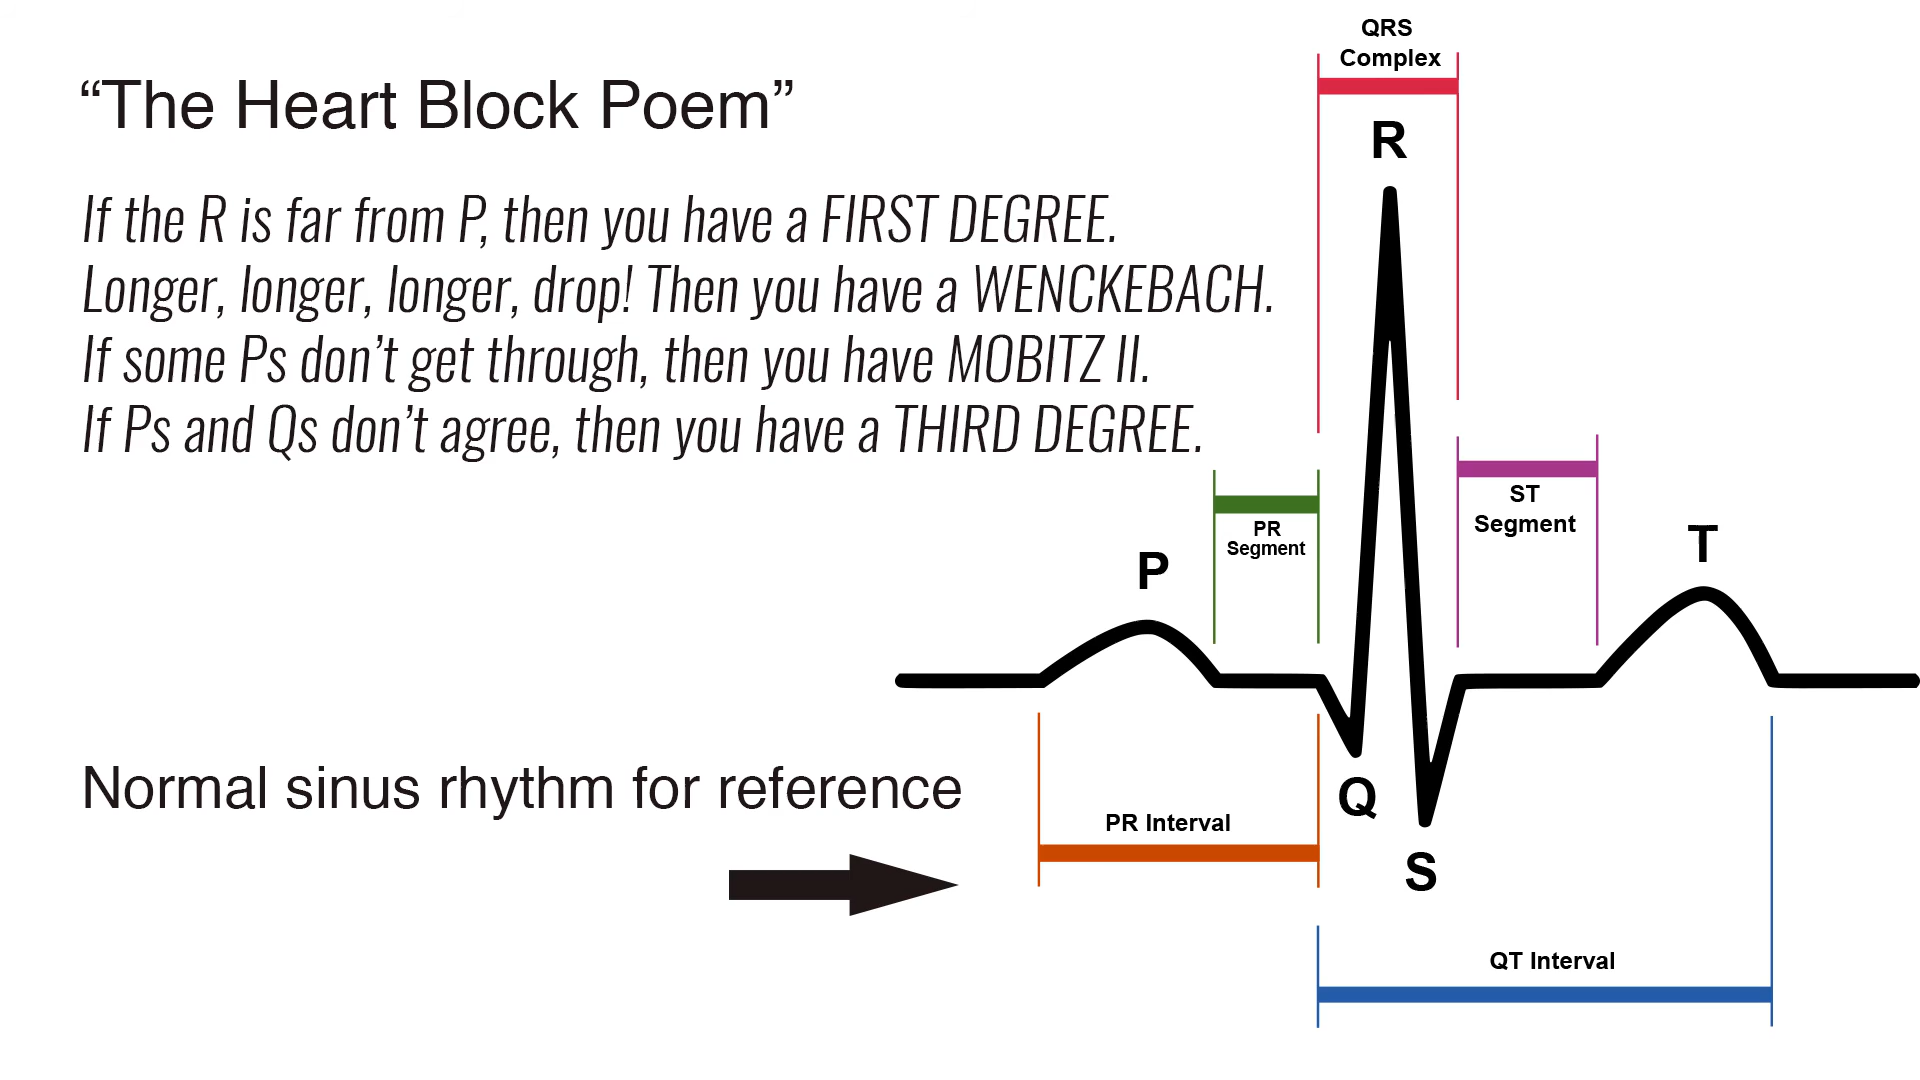 “The Heart Block Poem”
If the R is far from P, then you have a FIRST DEGREE.
Longer, longer, longer, drop! Then you have a WENCKEBACH.
If some Ps don’t get through, then you have MOBITZ II.
If Ps and Qs don’t agree, then you have a THIRD DEGREE.
Normal sinus rhythm for reference
QRS
Complex
R
PR
Segment
ST
Segment
P
T
Q
S
PR Interval
QT Interval